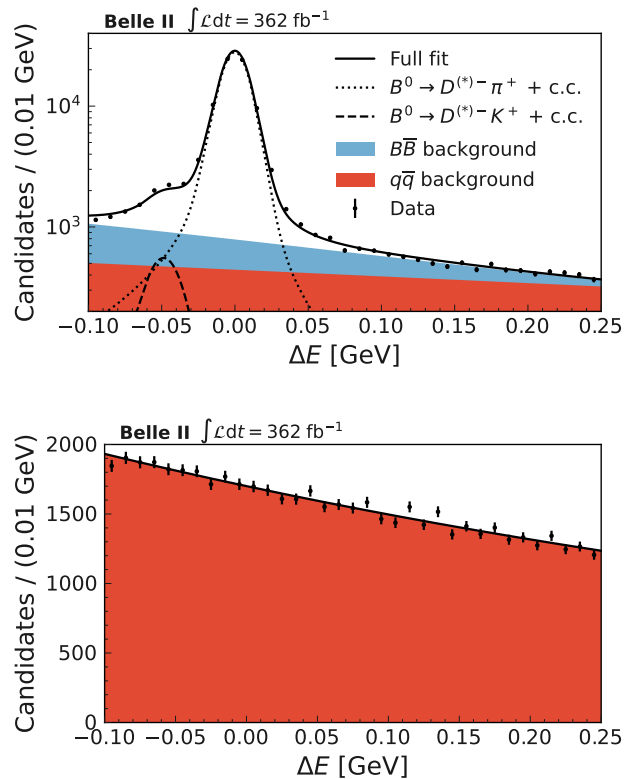 Belle II ∫ℒdt = 362 fb⁻¹
Candidates / (0.01 GeV)
10⁴
10³
Full fit
B⁰ → D⁽*⁾⁻π⁺ + c.c.
B⁰ → D⁽*⁾⁻K⁺ + c.c.
BB̅ background
qq̅ background
Data
−0.10 −0.05 0.00 0.05 0.10 0.15 0.20 0.25
ΔE [GeV]
Belle II ∫ℒdt = 362 fb⁻¹
Candidates / (0.01 GeV)
2000
1500
1000
500
0
−0.10 −0.05 0.00 0.05 0.10 0.15 0.20 0.25
ΔE [GeV]